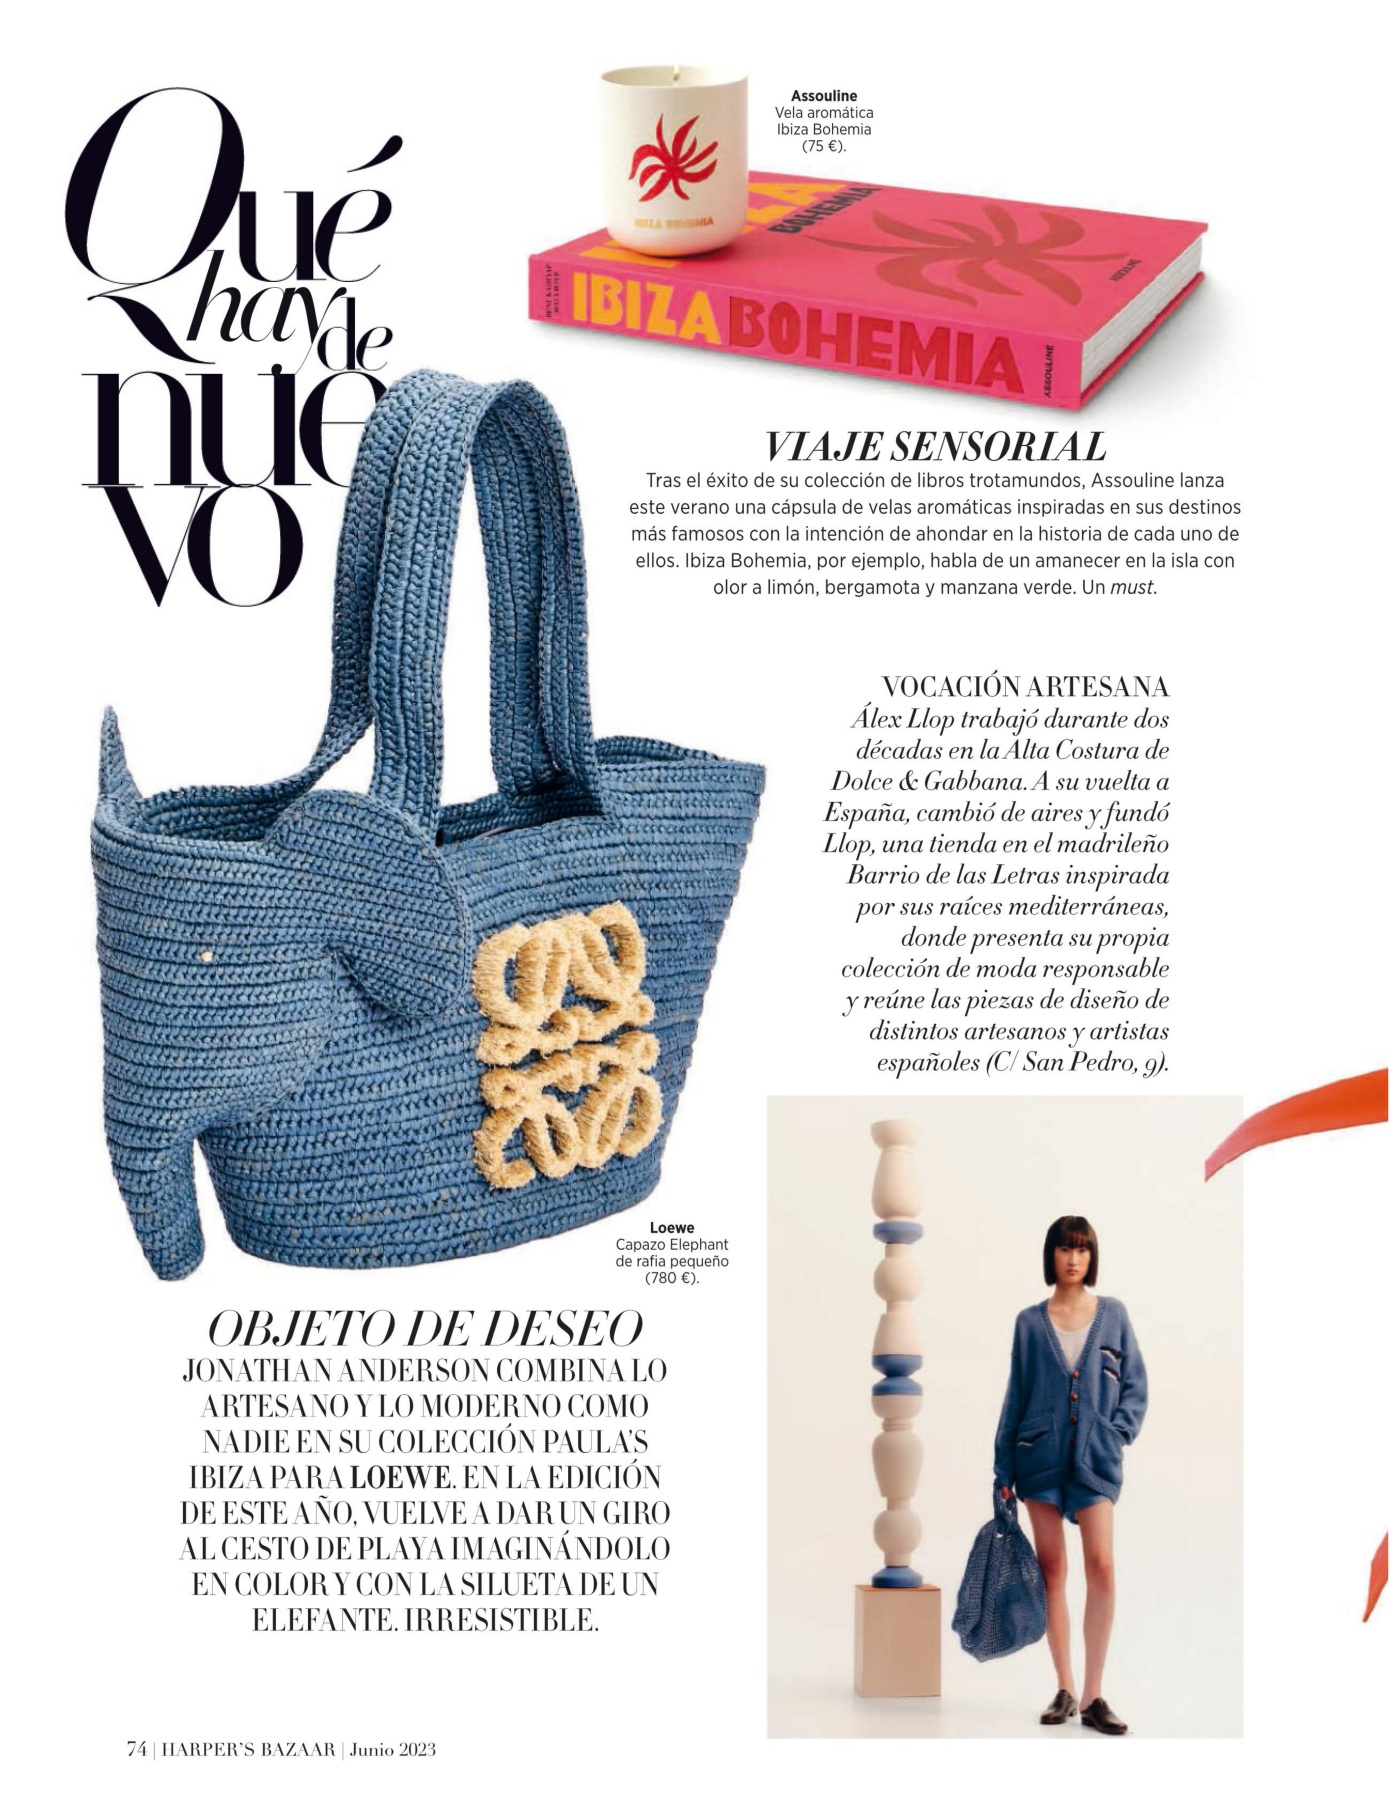 Qué
hay de
nue
vo
Assouline
Vela aromática
Ibiza Bohemia
(75 €).
IBIZA BOHEMIA
BOHEMIA
ASSOULINE
IBIZA BOHEMIA
ASSOULINE
VIAJE SENSORIAL
Tras el éxito de su colección de libros trotamundos, Assouline lanza
este verano una cápsula de velas aromáticas inspiradas en sus destinos
más famosos con la intención de ahondar en la historia de cada uno de
ellos. Ibiza Bohemia, por ejemplo, habla de un amanecer en la isla con
olor a limón, bergamota y manzana verde. Un must.
VOCACIÓN ARTESANA
Álex Llop trabajó durante dos
décadas en la Alta Costura de
Dolce & Gabbana. A su vuelta a
España, cambió de aires y fundó
Llop, una tienda en el madrileño
Barrio de las Letras inspirada
por sus raíces mediterráneas,
donde presenta su propia
colección de moda responsable
y reúne las piezas de diseño de
distintos artesanos y artistas
españoles (C/ San Pedro, 9).
Loewe
Capazo Elephant
de rafia pequeño
(780 €).
OBJETO DE DESEO
JONATHAN ANDERSON COMBINA LO
ARTESANO Y LO MODERNO COMO
NADIE EN SU COLECCIÓN PAULA'S
IBIZA PARA LOEWE. EN LA EDICIÓN
DE ESTE AÑO, VUELVE A DAR UN GIRO
AL CESTO DE PLAYA IMAGINÁNDOLO
EN COLOR Y CON LA SILUETA DE UN
ELEFANTE. IRRESISTIBLE.
74 | HARPER'S BAZAAR | Junio 2023